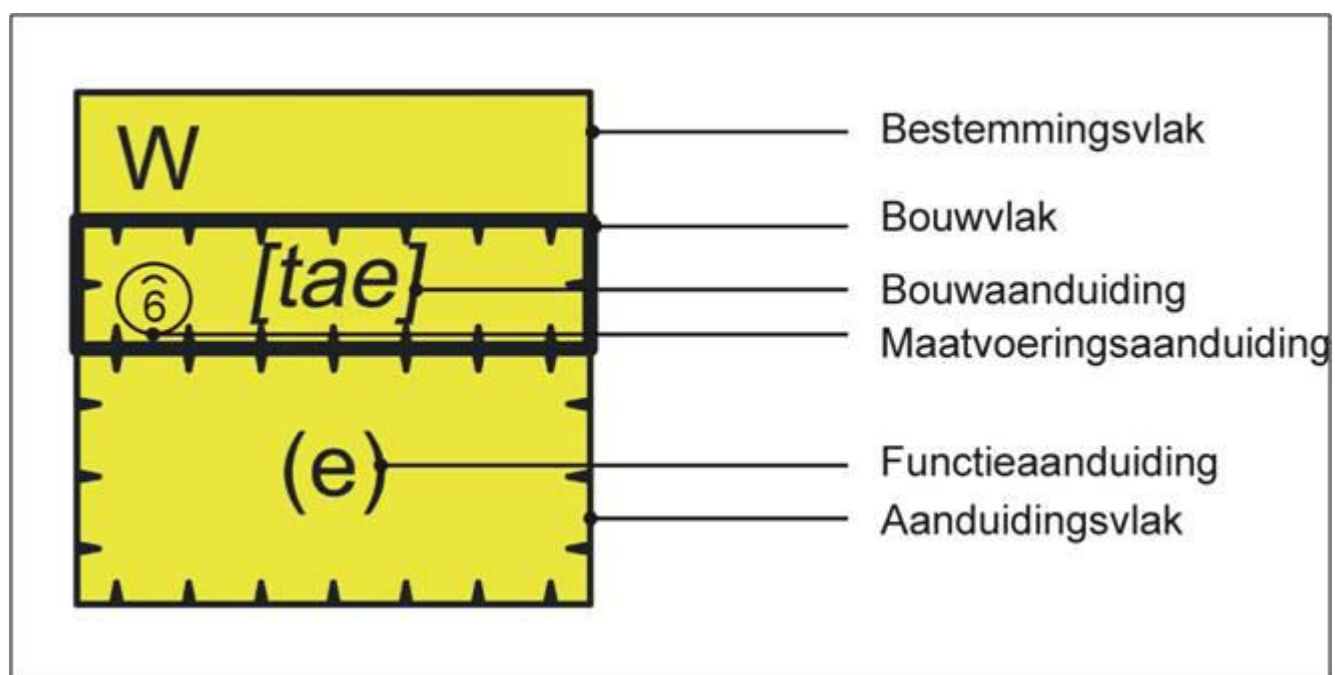 W
Bestemmingsvlak
Bouwvlak
[tae]
Bouwaanduiding
6
Maatvoeringsaanduiding
(e)
Functieaanduiding
Aanduidingsvlak